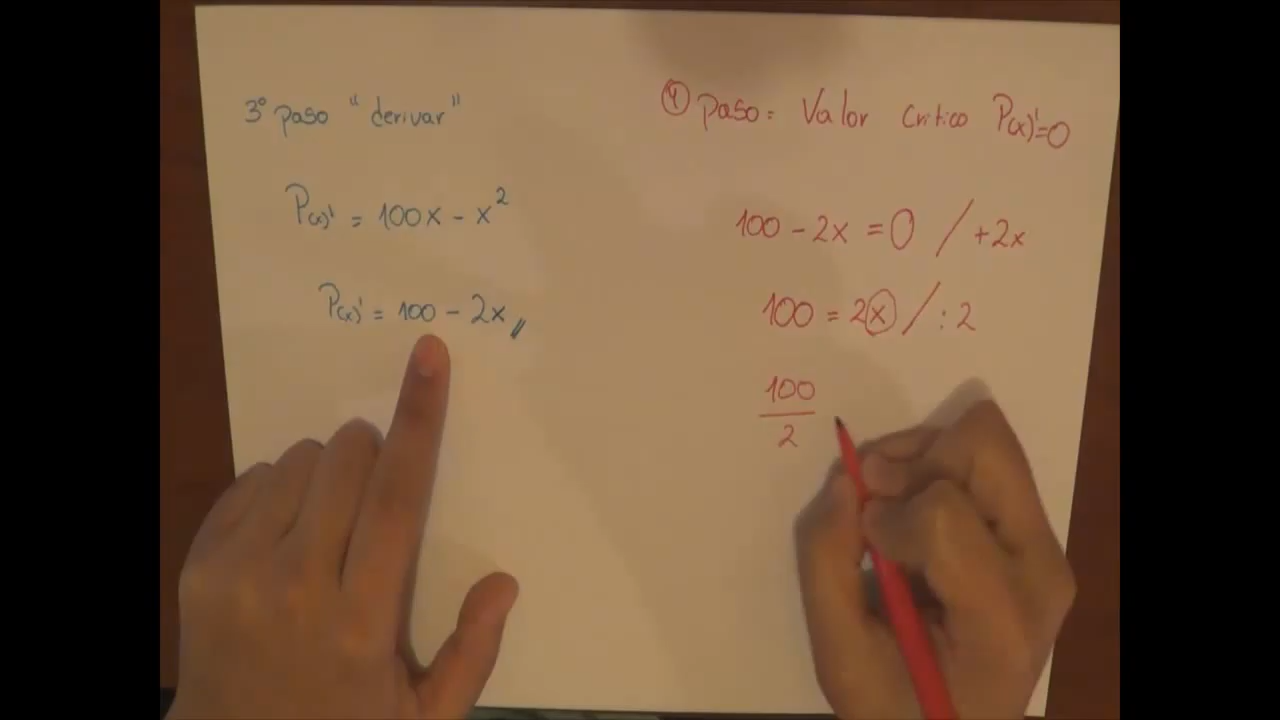 3° paso "derivar"
P(x)' = 100x - x²
P(x)' = 100 - 2x //
④ paso = Valor critico P(x)'=0
100 - 2x = 0 / +2x
100 = 2x / : 2
100
2